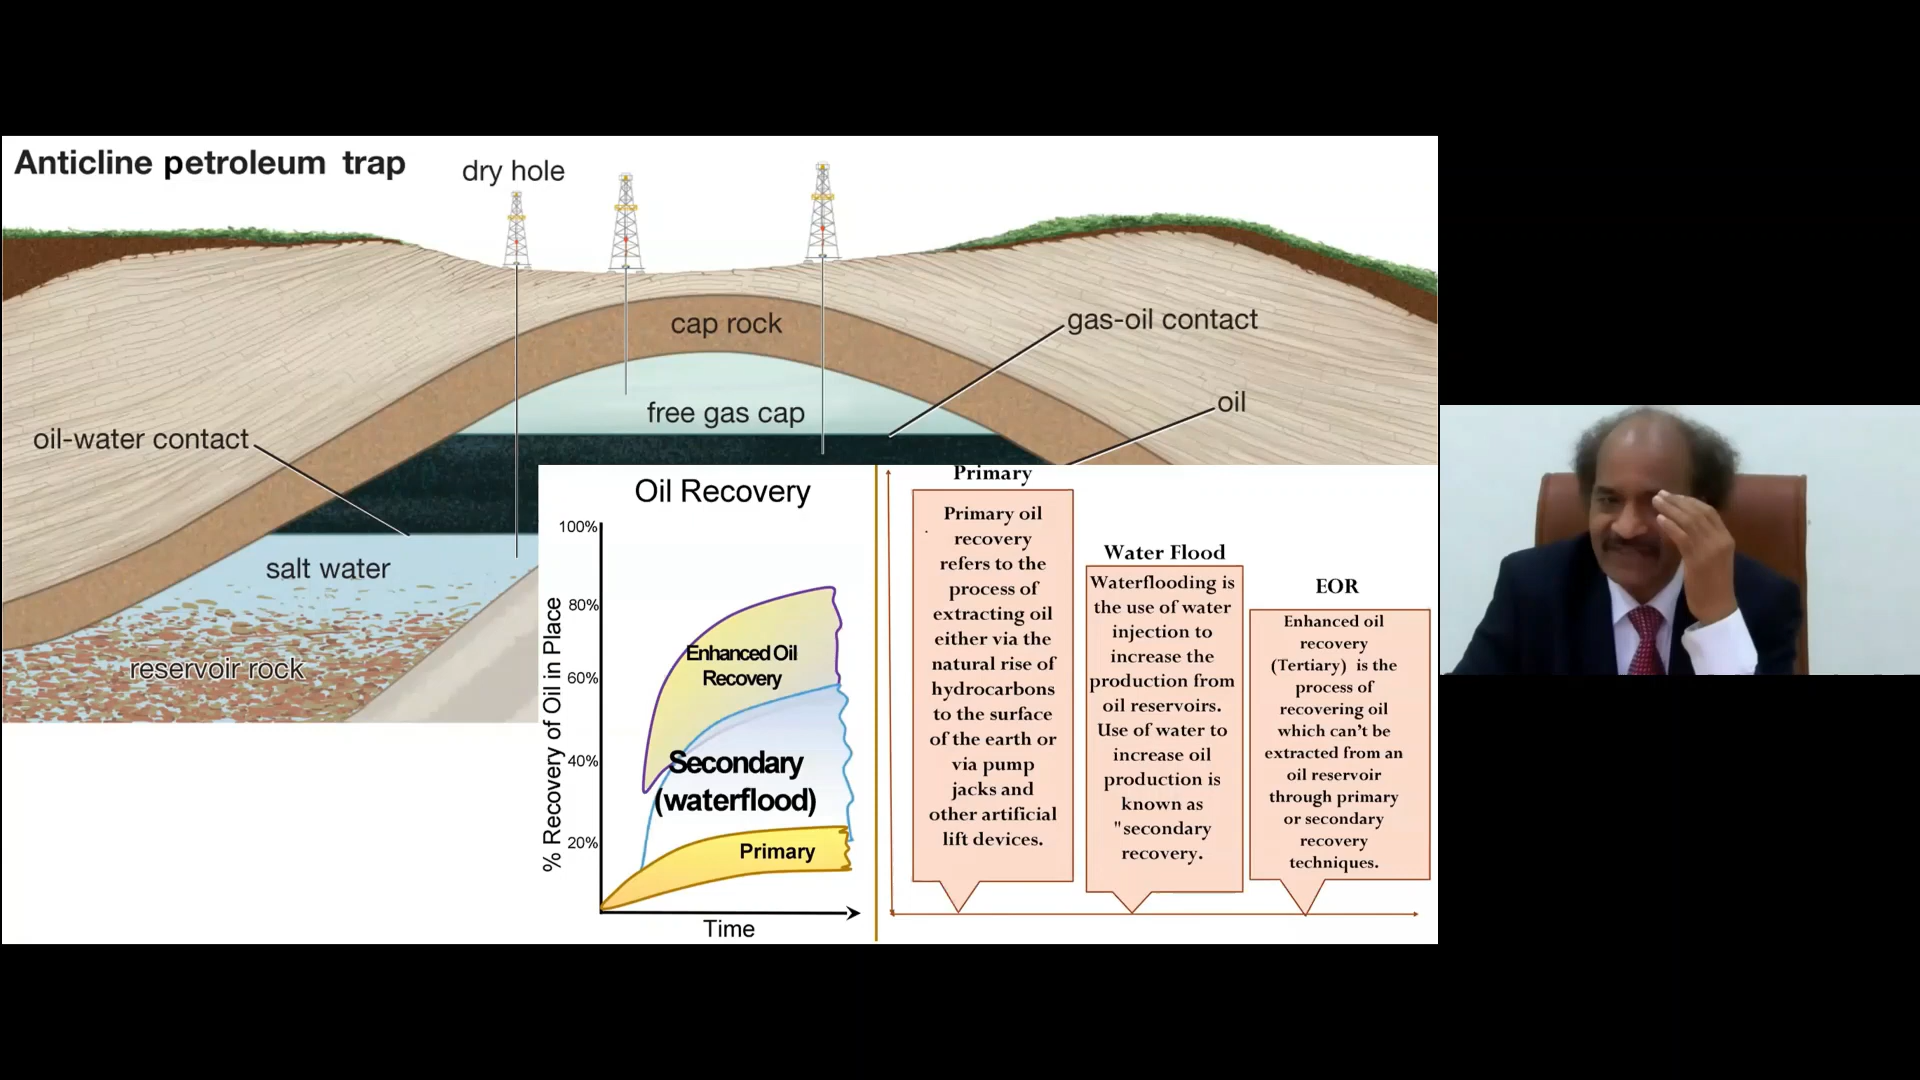 Anticline petroleum trap
dry hole
cap rock
gas-oil contact
free gas cap
oil
oil-water contact
salt water
reservoir rock
Oil Recovery
% Recovery of Oil in Place
100%
80%
60%
40%
20%
Enhanced Oil
Recovery
Secondary
(waterflood)
Primary
Time
Primary
Primary oil
recovery
refers to the
process of
extracting oil
either via the
natural rise of
hydrocarbons
to the surface
of the earth or
via pump
jacks and
other artificial
lift devices.
Water Flood
Waterflooding is
the use of water
injection to
increase the
production from
oil reservoirs.
Use of water to
increase oil
production is
known as
"secondary
recovery.
EOR
Enhanced oil
recovery
(Tertiary) is the
process of
recovering oil
which can't be
extracted from an
oil reservoir
through primary
or secondary
recovery
techniques.